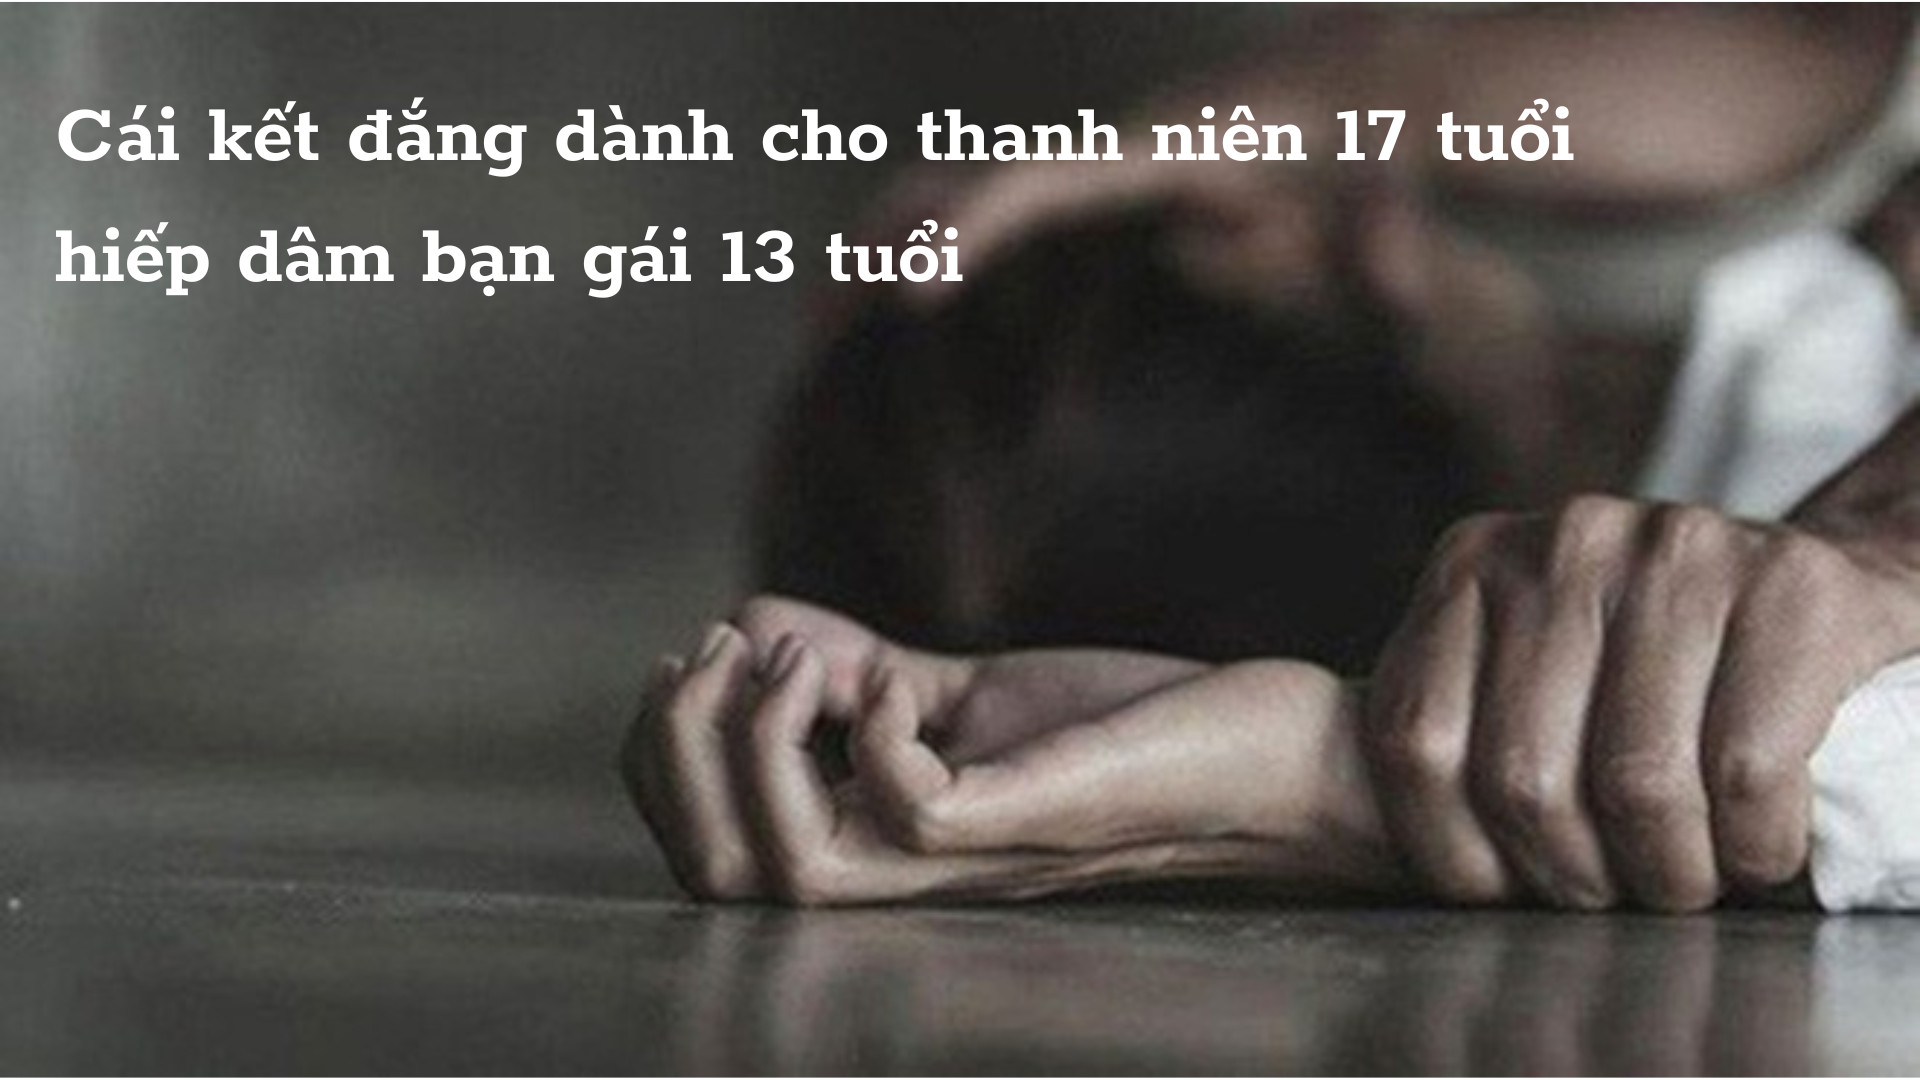 Cái kết đắng dành cho thanh niên 17 tuổi
hiếp dâm bạn gái 13 tuổi